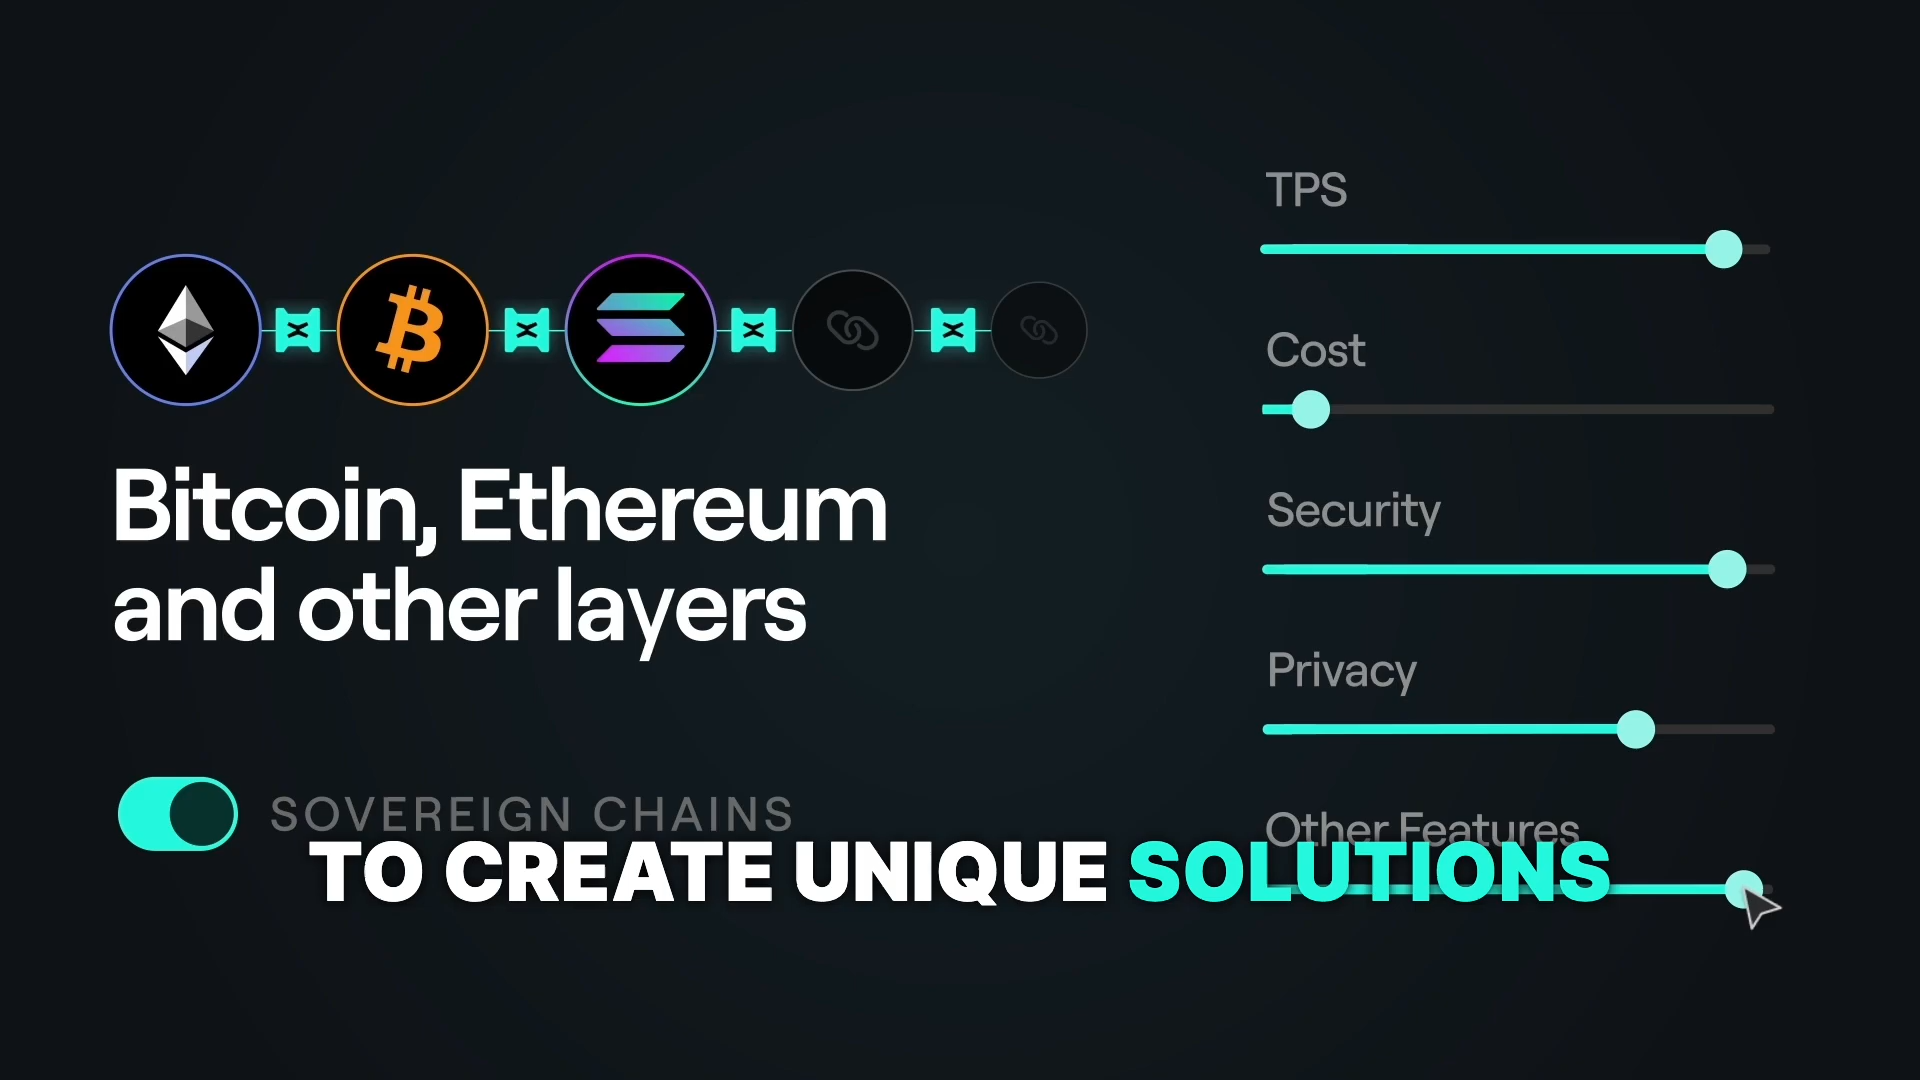 Bitcoin, Ethereum
and other layers
SOVEREIGN CHAINS
TPS
Cost
Security
Privacy
Other Features
TO CREATE UNIQUE SOLUTIONS